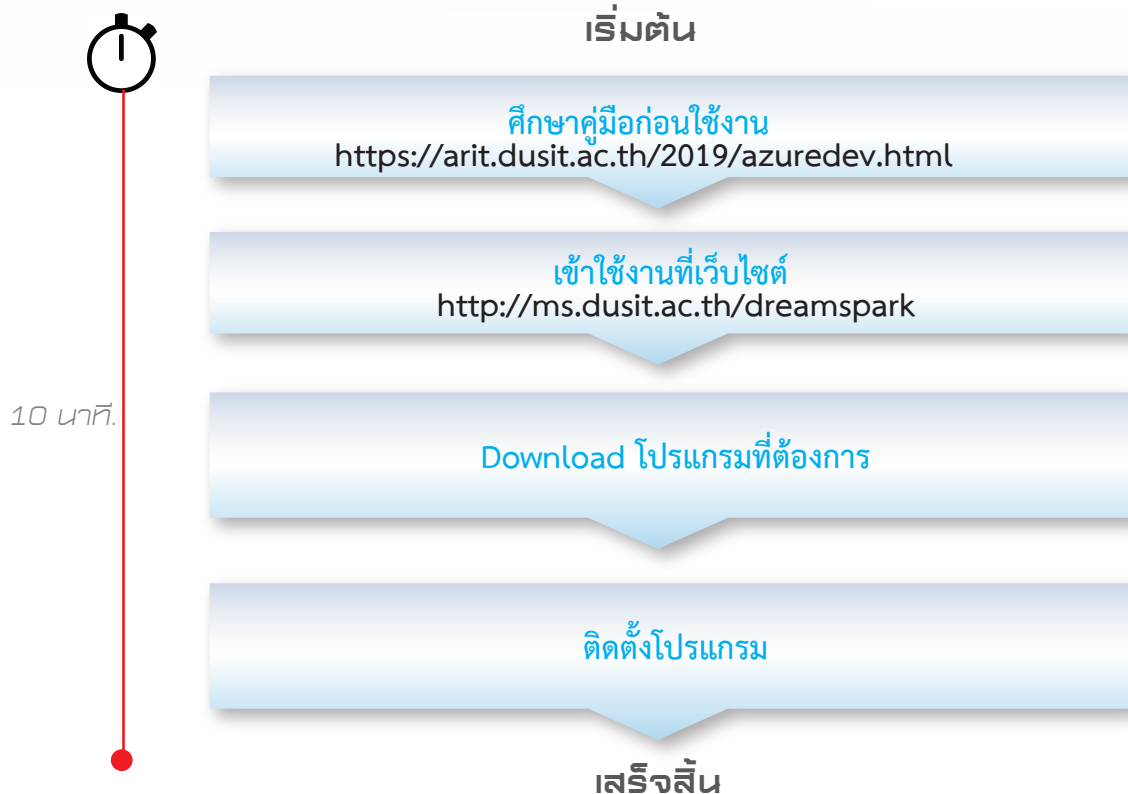 เริ่มต้น
ศึกษาคู่มือก่อนใช้งาน
https://arit.dusit.ac.th/2019/azuredev.html
เข้าใช้งานที่เว็บไซต์
http://ms.dusit.ac.th/dreamspark
10 นาที.
Download โปรแกรมที่ต้องการ
ติดตั้งโปรแกรม
เสร็จสิ้น